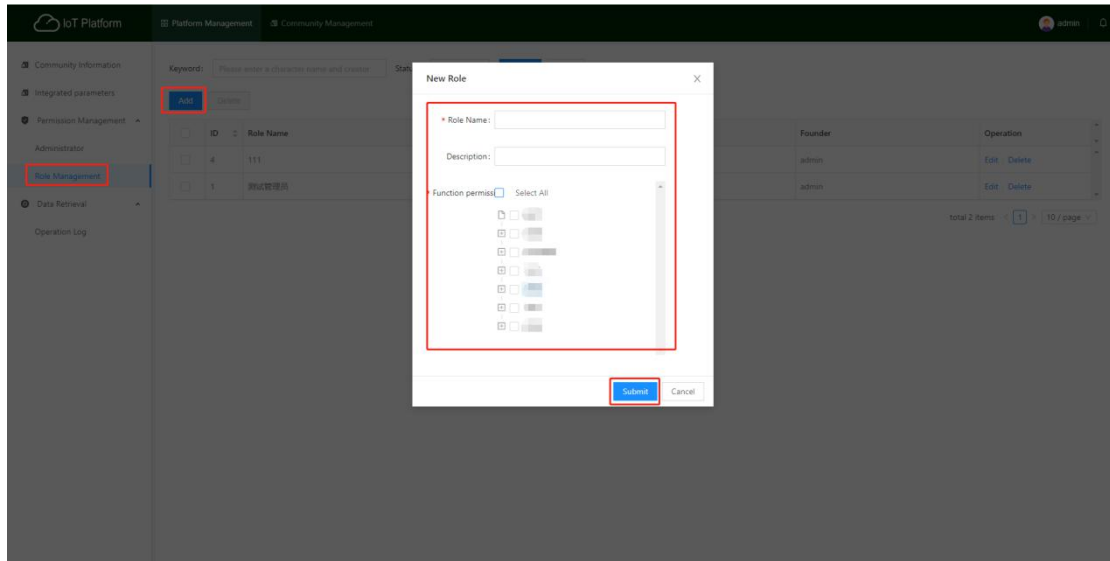 IoT Platform
Platform Management
Community Management
admin
Community Information
Integrated parameters
Permission Management
Administrator
Role Management
Data Retrieval
Operation Log
Keyword:
Please enter a character name and creator
Add
Delete
ID Role Name Founder Operation
4 111 admin Edit Delete
1 测试管理员 admin Edit Delete
total 2 items < 1 > 10 / page
New Role
* Role Name:
Description:
* Function permissi
Select All
Submit
Cancel